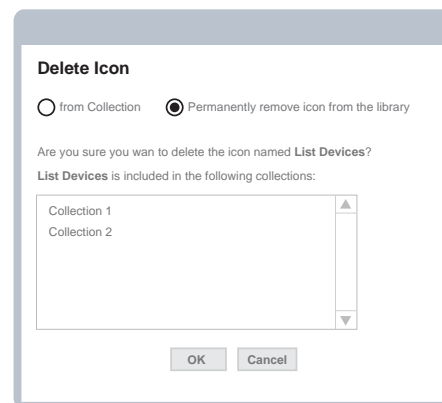 Delete Icon
from Collection Permanently remove icon from the library
Are you sure you wan to delete the icon named List Devices?
List Devices is included in the following collections:
Collection 1
Collection 2
OK Cancel